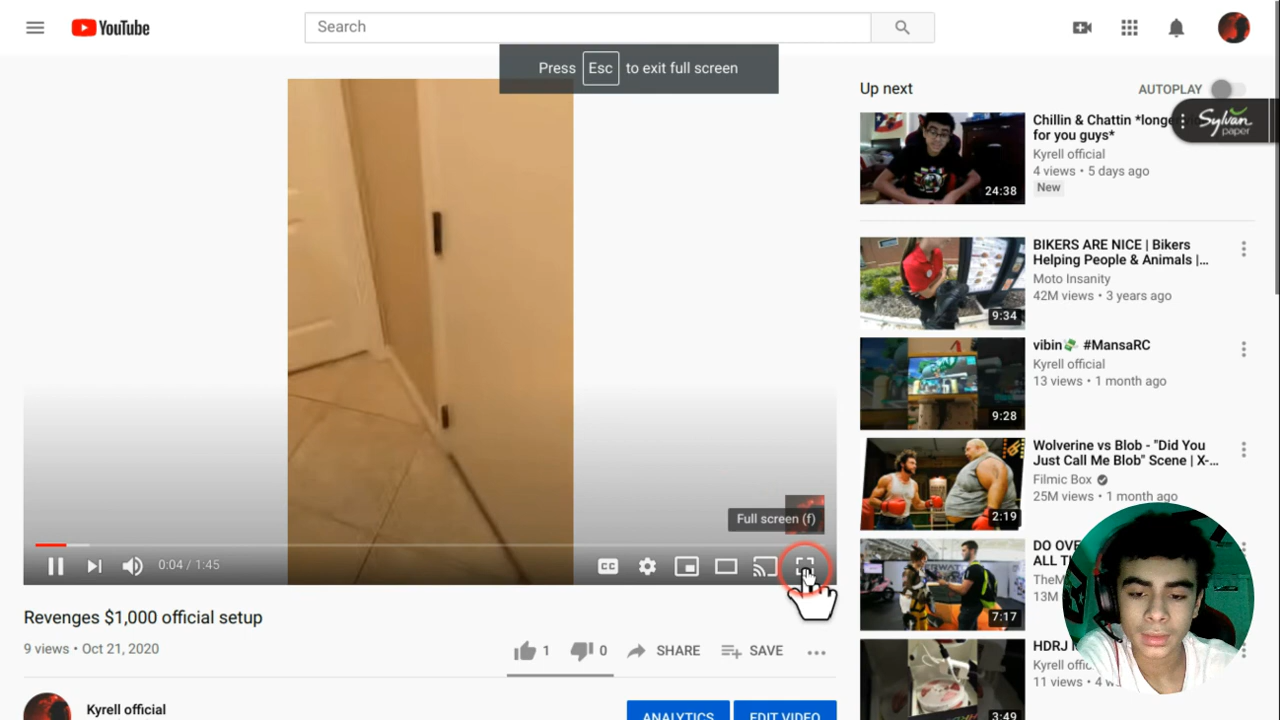 YouTube
Search
Press Esc to exit full screen
Up next
AUTOPLAY
Sylvan
paper
Chillin & Chattin *longe
for you guys*
Kyrell official
4 views • 5 days ago
New
24:38
BIKERS ARE NICE | Bikers
Helping People & Animals |...
Moto Insanity
42M views • 3 years ago
9:34
vibin💸 #MansaRC
Kyrell official
13 views • 1 month ago
9:28
Wolverine vs Blob - "Did You
Just Call Me Blob" Scene | X-...
Filmic Box
25M views • 1 month ago
2:19
DO OVE
ALL T
TheM
13M
7:17
HDRJ
Kyrell offic
11 views • 4 w
3:49
Full screen (f)
0:04 / 1:45
CC
Revenges $1,000 official setup
9 views • Oct 21, 2020
1
0
SHARE
SAVE
Kyrell official
ANALYTICS
EDIT VIDEO